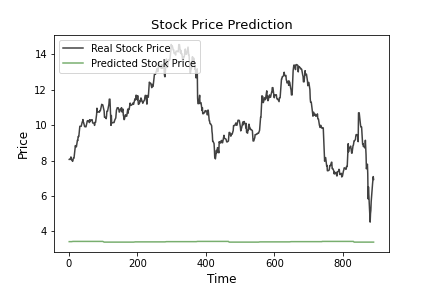 Stock Price Prediction
Real Stock Price
Predicted Stock Price
Price
14
12
10
8
6
4
0
200
400
600
800
Time